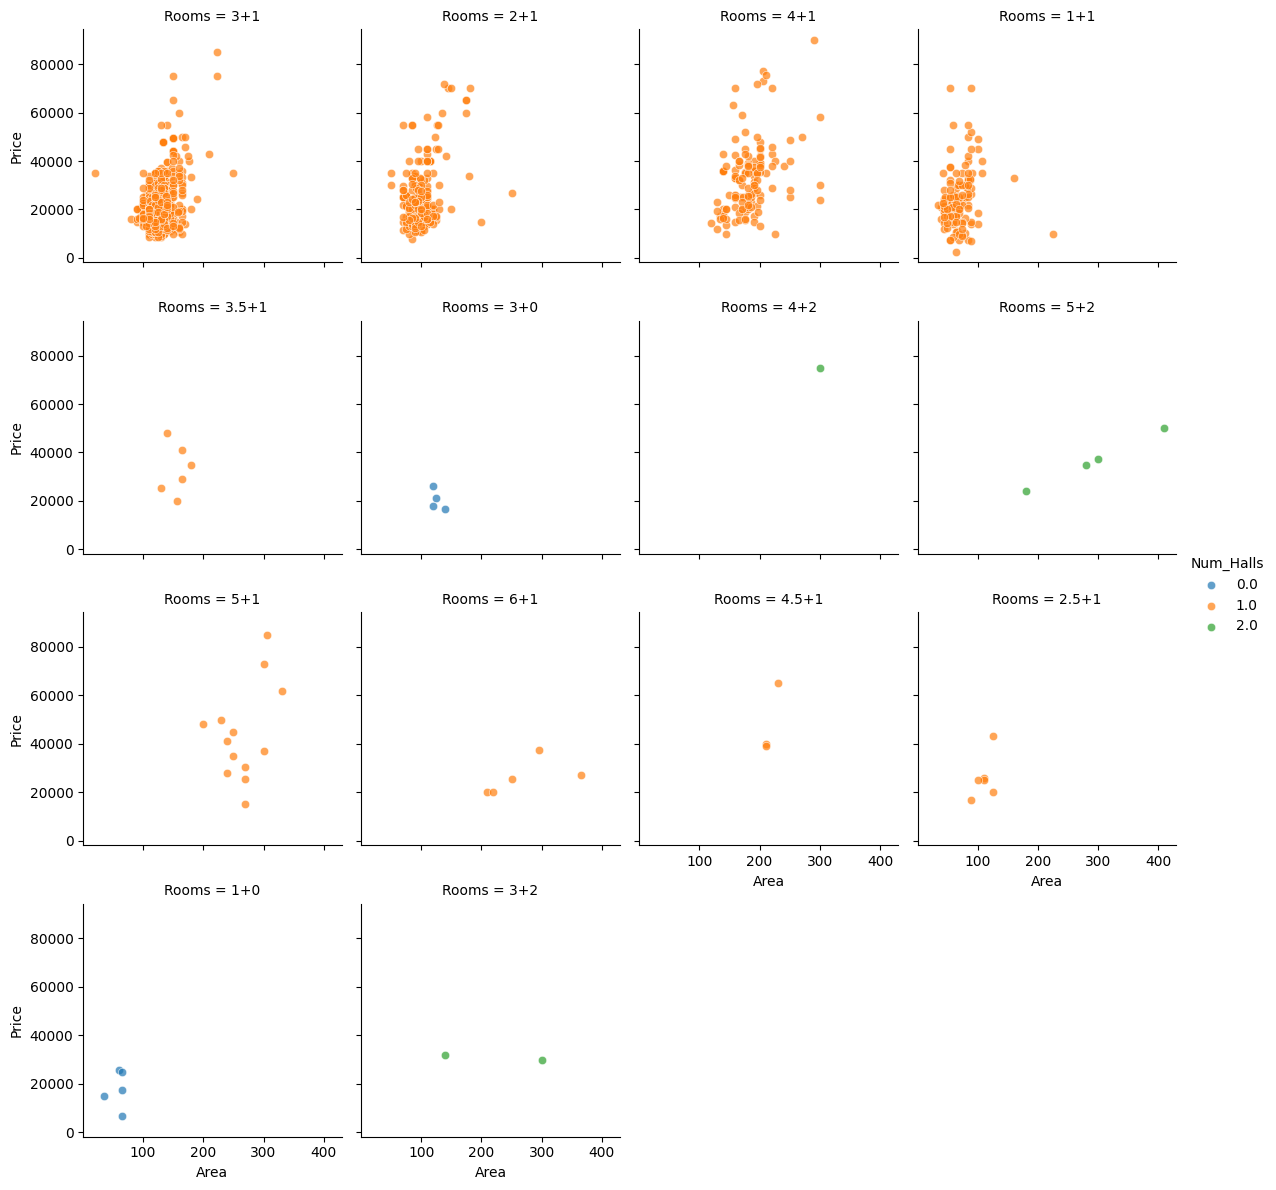 Rooms = 3+1
Rooms = 2+1
Rooms = 4+1
Rooms = 1+1
Price
80000
60000
40000
20000
0
Rooms = 3.5+1
Rooms = 3+0
Rooms = 4+2
Rooms = 5+2
Price
80000
60000
40000
20000
0
Num_Halls
0.0
1.0
2.0
Rooms = 5+1
Rooms = 6+1
Rooms = 4.5+1
Rooms = 2.5+1
Price
80000
60000
40000
20000
0
100 200 300 400
Area
100 200 300 400
Area
Rooms = 1+0
Rooms = 3+2
Price
80000
60000
40000
20000
0
100 200 300 400
Area
100 200 300 400
Area